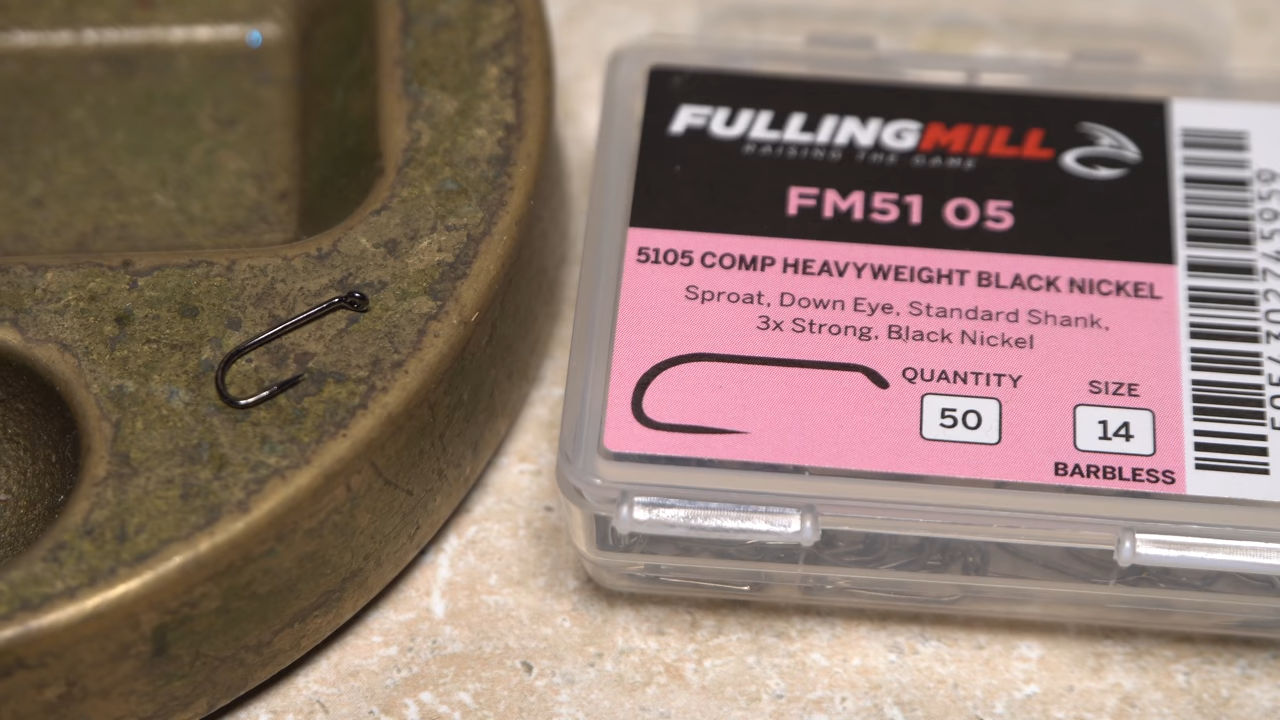 FULLINGMILL
RAISING THE GAME
FM51 05
5105 COMP HEAVYWEIGHT BLACK NICKEL
Sproat, Down Eye, Standard Shank,
3x Strong, Black Nickel
QUANTITY
50
SIZE
14
BARBLESS